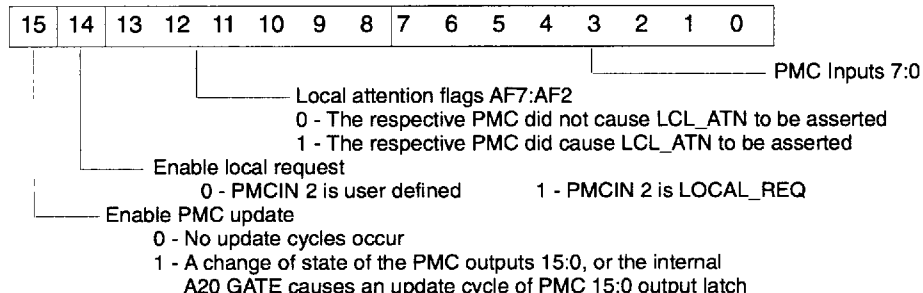 15 14 13 12 11 10 9 8 7 6 5 4 3 2 1 0
PMC Inputs 7:0
Local attention flags AF7:AF2
0 - The respective PMC did not cause LCL_ATN to be asserted
1 - The respective PMC did cause LCL_ATN to be asserted
Enable local request
0 - PMCIN 2 is user defined 1 - PMCIN 2 is LOCAL_REQ
Enable PMC update
0 - No update cycles occur
1 - A change of state of the PMC outputs 15:0, or the internal
A20 GATE causes an update cycle of PMC 15:0 output latch